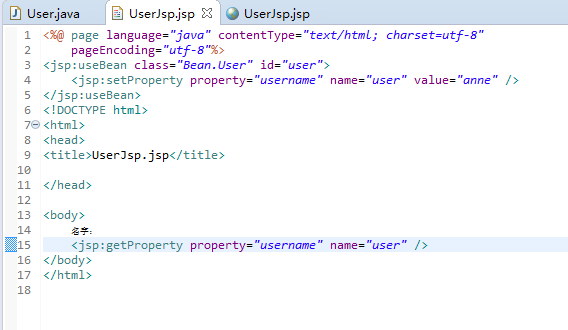 User.java UserJsp.jsp UserJsp.jsp
1 <%@ page language="java" contentType="text/html; charset=utf-8"
2 pageEncoding="utf-8"%>
3 <jsp:useBean class="Bean.User" id="user">
4 <jsp:setProperty property="username" name="user" value="anne" />
5 </jsp:useBean>
6 <!DOCTYPE html>
7 <html>
8 <head>
9 <title>UserJsp.jsp</title>
10
11 </head>
12
13 <body>
14 名字：
15 <jsp:getProperty property="username" name="user" />
16 </body>
17 </html>
18